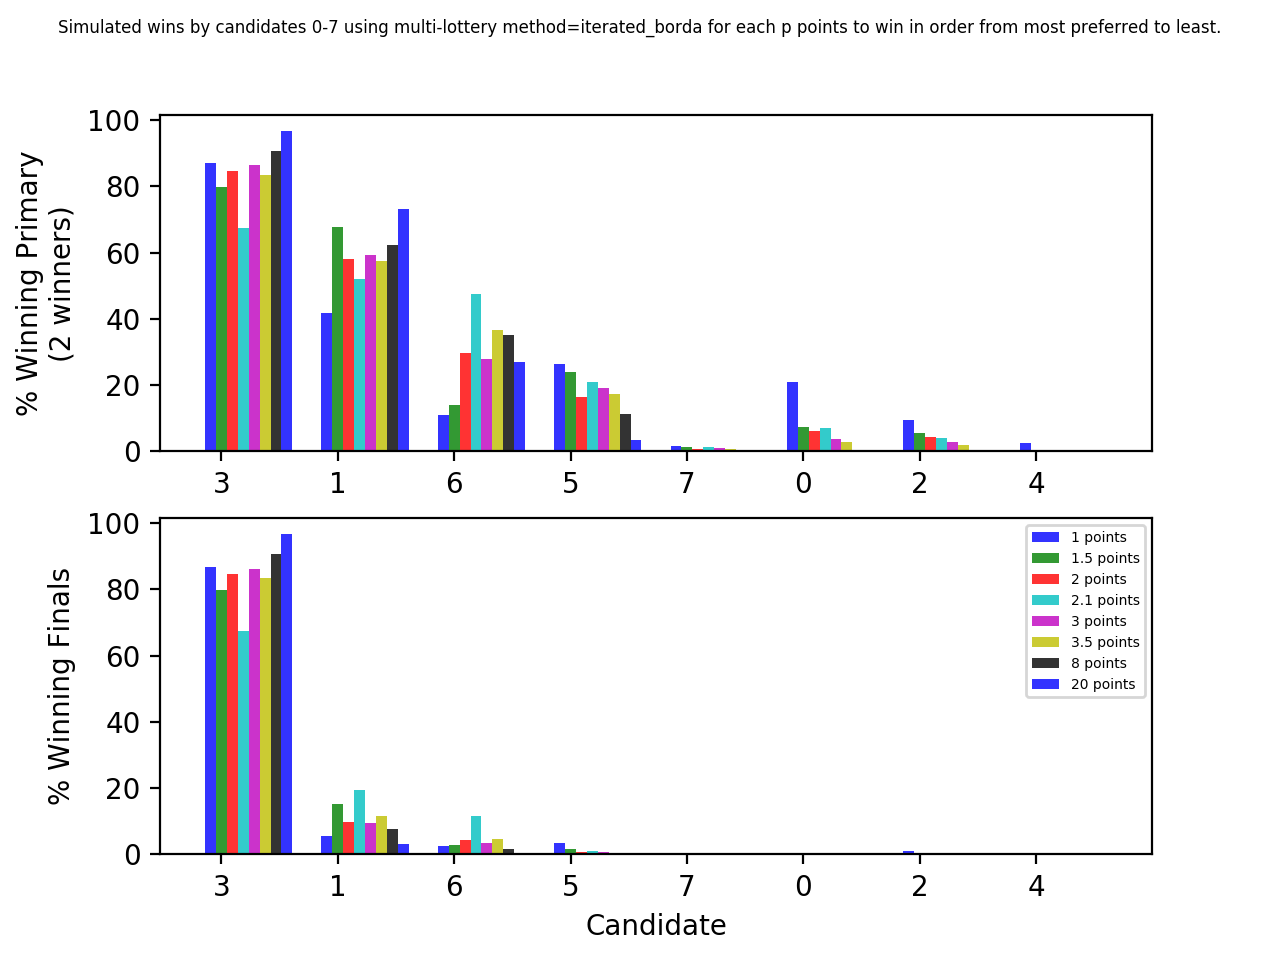 Simulated wins by candidates 0-7 using multi-lottery method=iterated_borda for each p points to win in order from most preferred to least.
% Winning Primary
(2 winners)
100
80
60
40
20
0
3 1 6 5 7 0 2 4
% Winning Finals
100
80
60
40
20
0
1 points
1.5 points
2 points
2.1 points
3 points
3.5 points
8 points
20 points
3 1 6 5 7 0 2 4
Candidate